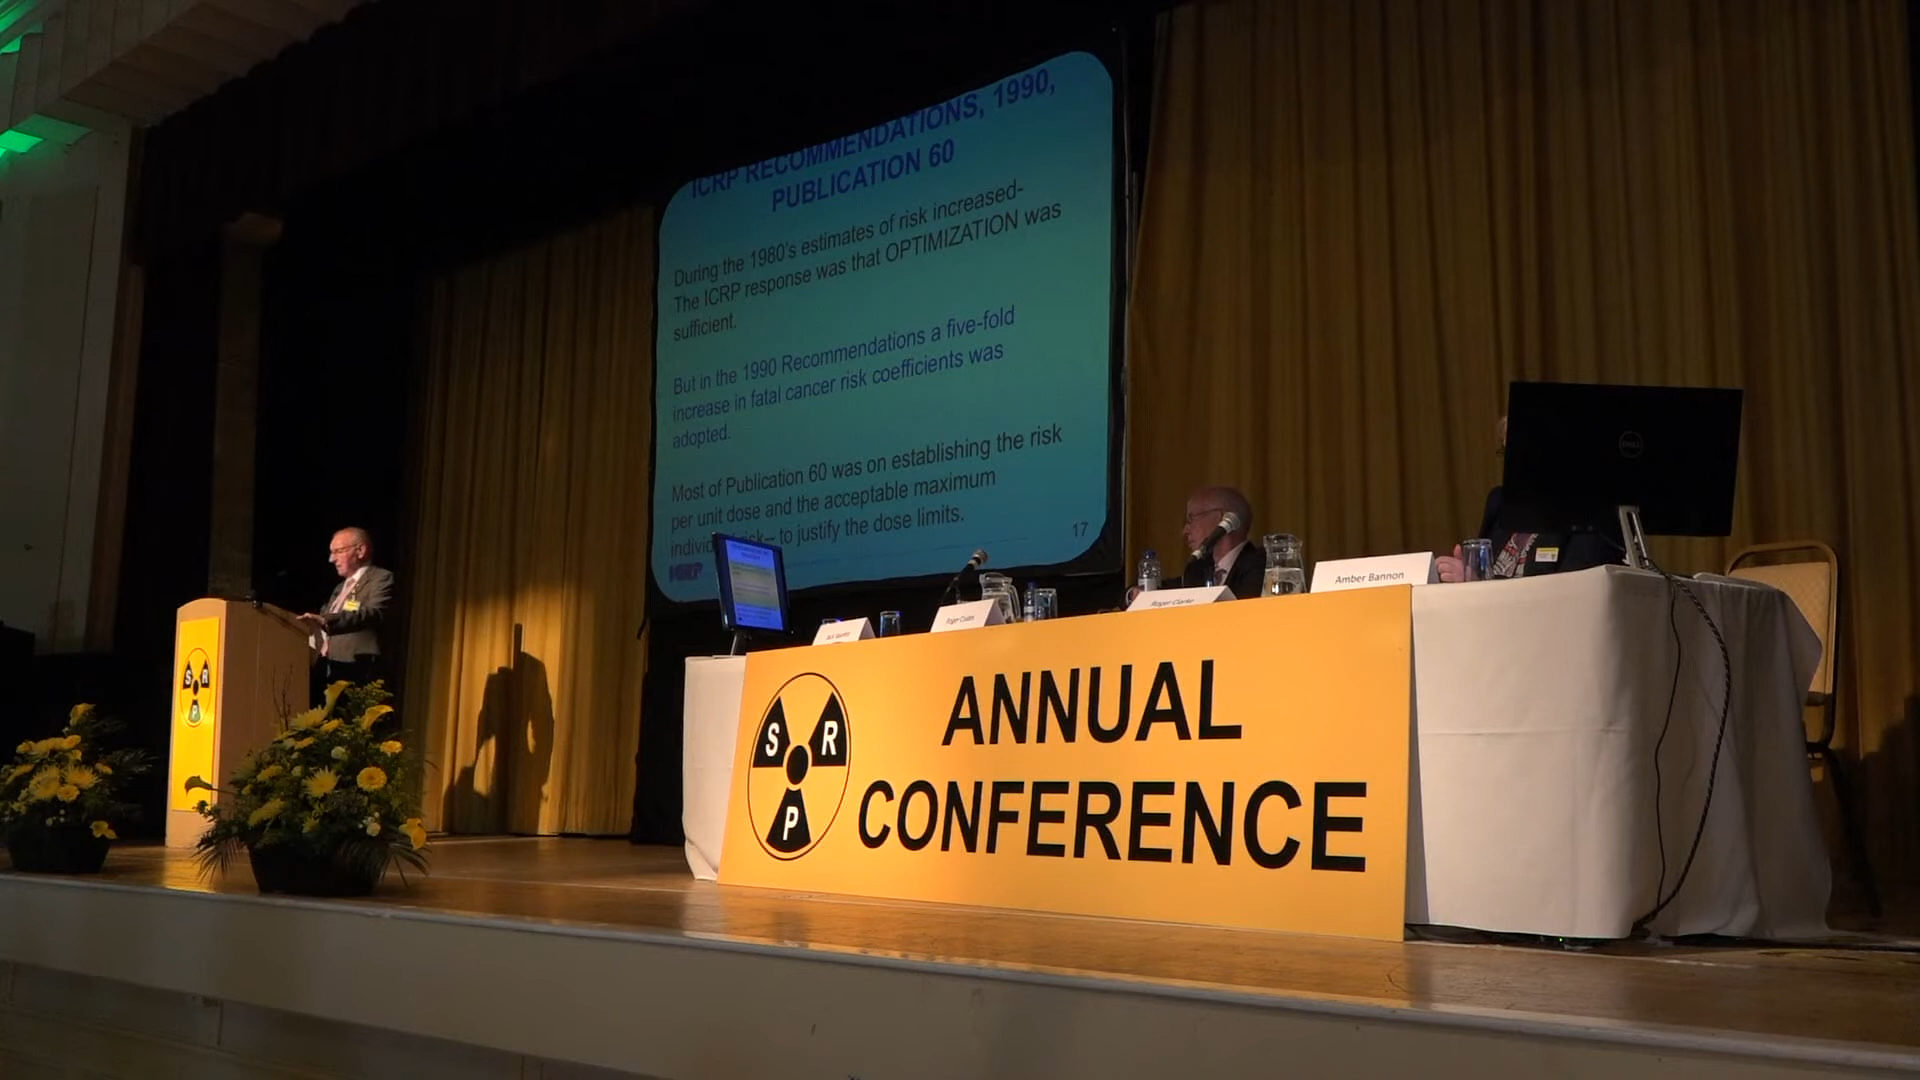 ICRP RECOMMENDATIONS, 1990,
PUBLICATION 60
During the 1980's estimates of risk increased-
The ICRP response was that OPTIMIZATION was
sufficient.
But in the 1990 Recommendations a five-fold
increase in fatal cancer risk coefficients was
adopted.
Most of Publication 60 was on establishing the risk
per unit dose and the acceptable maximum
risk– to justify the dose limits.
17
ICRP
Roger Coates
Roger Clarke
Amber Bannon
DELL
S R
P
S R
P
ANNUAL
CONFERENCE